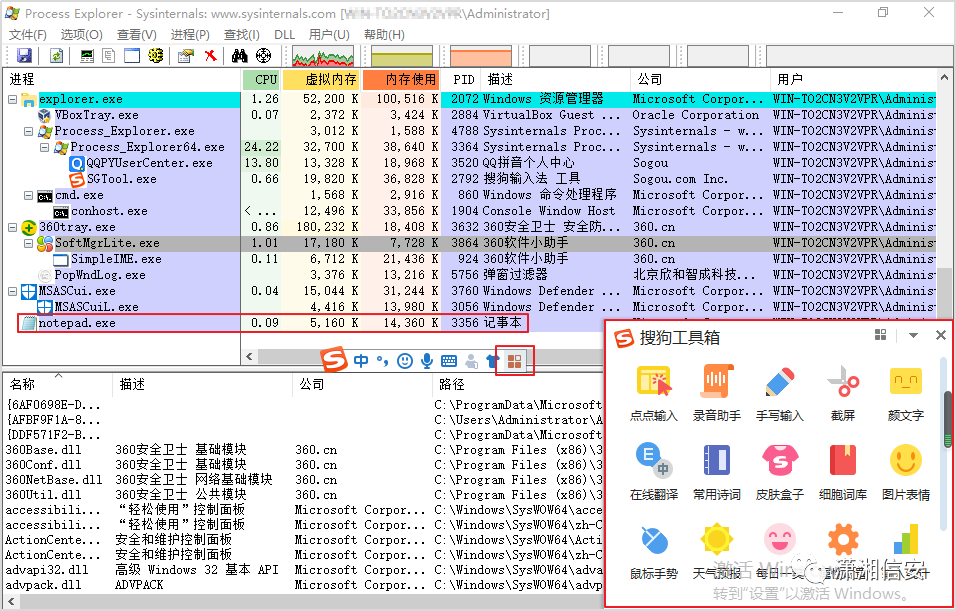 Process Explorer - Sysinternals: www.sysinternals.com [WIN-TO2CN3V2VPR\Administrator]
文件(F) 选项(O) 查看(V) 进程(P) 查找(I) DLL 用户(U) 帮助(H)
进程 CPU 虚拟内存 内存使用 PID 描述 公司 用户
explorer.exe 1.26 52,200 K 100,516 K 2072 Windows 资源管理器 Microsoft Corpor... WIN-TO2CN3V2VPR\Adminis
VBoxTray.exe 0.07 2,372 K 3,424 K 2884 VirtualBox Guest ... Oracle Corporation WIN-TO2CN3V2VPR\Adminis
Process_Explorer.exe 3,012 K 1,588 K 4788 Sysinternals Proc... Sysinternals - w... WIN-TO2CN3V2VPR\Adminis
Process_Explorer64.exe 24.22 32,700 K 38,640 K 3364 Sysinternals Proc... Sysinternals - w... WIN-TO2CN3V2VPR\Adminis
QQPYUserCenter.exe 13.80 13,328 K 18,968 K 3520 QQ拼音个人中心 Sogou WIN-TO2CN3V2VPR\Adminis
SGTool.exe 0.66 19,820 K 36,828 K 2792 搜狗输入法 工具 Sogou.com Inc. WIN-TO2CN3V2VPR\Adminis
cmd.exe 1,568 K 2,916 K 860 Windows 命令处理程序 Microsoft Corpor... WIN-TO2CN3V2VPR\Adminis
conhost.exe < ... 12,496 K 33,856 K 1904 Console Window Host Microsoft Corpor... WIN-TO2CN3V2VPR\Adminis
360tray.exe 0.86 180,232 K 18,408 K 3632 360安全卫士 安全防... 360.cn WIN-TO2CN3V2VPR\Adminis
SoftMgrLite.exe 1.01 17,180 K 7,728 K 3864 360软件小助手 360.cn WIN-TO2CN3V2VPR\Adminis
SimpleIME.exe 0.11 6,712 K 21,436 K 924 360软件小助手 360.cn WIN-TO2CN3V2VPR\Adminis
PopWndLog.exe 3,376 K 13,216 K 5756 弹窗过滤器 北京欣和智成科技... WIN-TO2CN3V2VPR\Adminis
MSASCui.exe 0.04 15,044 K 31,244 K 3760 Windows Defender ... Microsoft Corpor... WIN-TO2CN3V2VPR\Adminis
MSASCuiL.exe 4,416 K 13,980 K 3056 Windows Defender ... Microsoft Corpor... WIN-TO2CN3V2VPR\Adminis
notepad.exe 0.09 5,160 K 14,360 K 3356 记事本
中
搜狗工具箱
点点输入 录音助手 手写输入 截屏 颜文字
E 中
在线翻译 常用诗词 皮肤盒子 细胞词库 图片表情
鼠标手势 天气预报
潇湘信安
激活 Windows
转到“设置”以激活 Windows。
名称 描述 公司 路径
{6AF0698E-D... C:\ProgramData\Microsoft
{AFBF9F1A-8... C:\Users\Administrator\A
{DDF571F2-B... C:\ProgramData\Microsoft
360Base.dll 360安全卫士 基础模块 360.cn C:\Program Files (x86)\3
360Conf.dll 360安全卫士 基础模块 360.cn C:\Program Files (x86)\3
360NetBase.dll 360安全卫士 网络基础模块 360.cn C:\Program Files (x86)\3
360Util.dll 360安全卫士 公共模块 360.cn C:\Program Files (x86)\3
accessibili... “轻松使用”控制面板 Microsoft Corpor... C:\Windows\SysWOW64\acce
accessibili... “轻松使用”控制面板 Microsoft Corpor... C:\Windows\SysWOW64\zh-C
ActionCente... 安全和维护控制面板 Microsoft Corpor... C:\Windows\SysWOW64\Acti
ActionCente... 安全和维护控制面板 Microsoft Corpor... C:\Windows\SysWOW64\zh-C
advapi32.dll 高级 Windows 32 基本 API Microsoft Corpor... C:\Windows\SysWOW64\adva
advpack.dll ADVPACK Microsoft Corpor... C:\Windows\SysWOW64\advp